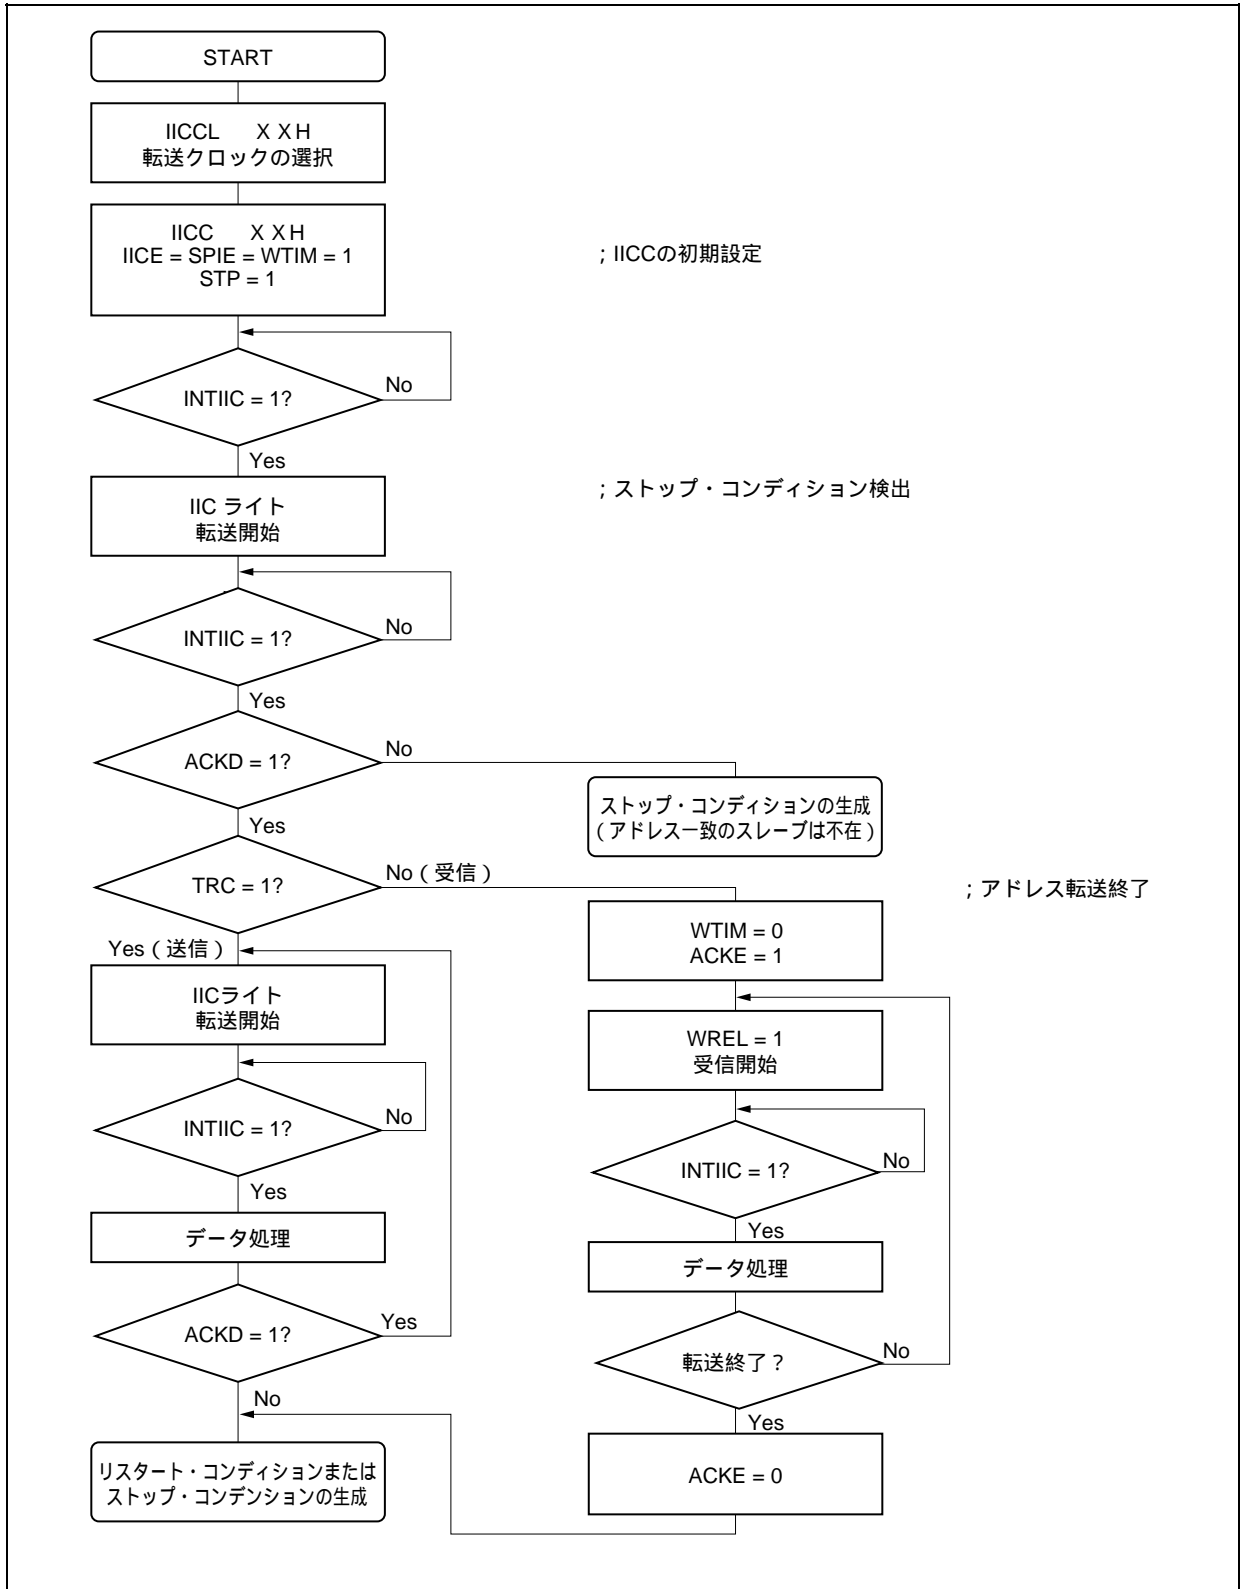 START
IICCL　X X H
転送クロックの選択
IICC　X X H
IICE = SPIE = WTIM = 1
STP = 1
; IICCの初期設定
INTIIC = 1?
No
Yes
IIC ライト
転送開始
; ストップ・コンディション検出
INTIIC = 1?
No
Yes
ACKD = 1?
No
ストップ・コンディションの生成
(アドレス一致のスレーブは不在)
Yes
TRC = 1?
No(受信)
; アドレス転送終了
WTIM = 0
ACKE = 1
Yes(送信)
IICライト
転送開始
WREL = 1
受信開始
INTIIC = 1?
No
INTIIC = 1?
No
Yes
Yes
データ処理
データ処理
ACKD = 1?
Yes
転送終了？
No
No
Yes
リスタート・コンディションまたは
ストップ・コンデンションの生成
ACKE = 0